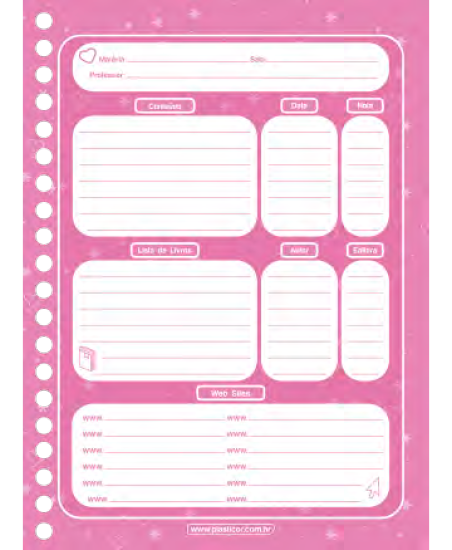 Matéria: Sala:
Professor:
Conteúdo Data Nota
Lista de Livros Autor Editora
Web Sites
www. www.
www. www.
www. www.
www. www.
www. www.
www. www.
www.plasticor.com.br